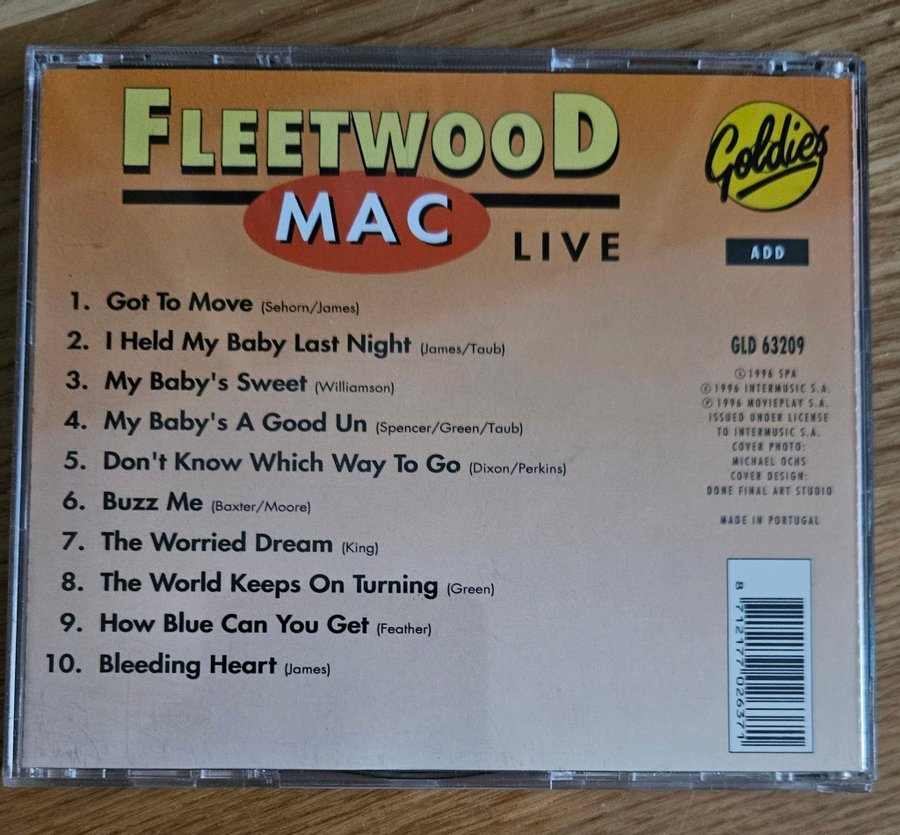 FLEETWOOD
MAC
LIVE
1. Got To Move (Sehorn/James)
2. I Held My Baby Last Night (James/Taub)
3. My Baby's Sweet (Williamson)
4. My Baby's A Good Un (Spencer/Green/Taub)
5. Don't Know Which Way To Go (Dixon/Perkins)
6. Buzz Me (Baxter/Moore)
7. The Worried Dream (King)
8. The World Keeps On Turning (Green)
9. How Blue Can You Get (Feather)
10. Bleeding Heart (James)
Goldies
ADD
GLD 63209
1996 SPA
© 1996 INTERMUSIC S.A.
℗ 1996 MOVIEPLAY S.A.
ISSUED UNDER LICENSE
TO INTERMUSIC S.A.
COVER PHOTO:
MICHAEL OCHS
COVER DESIGN:
DONE FINAL ART STUDIO
MADE IN PORTUGAL
8 712177 026371